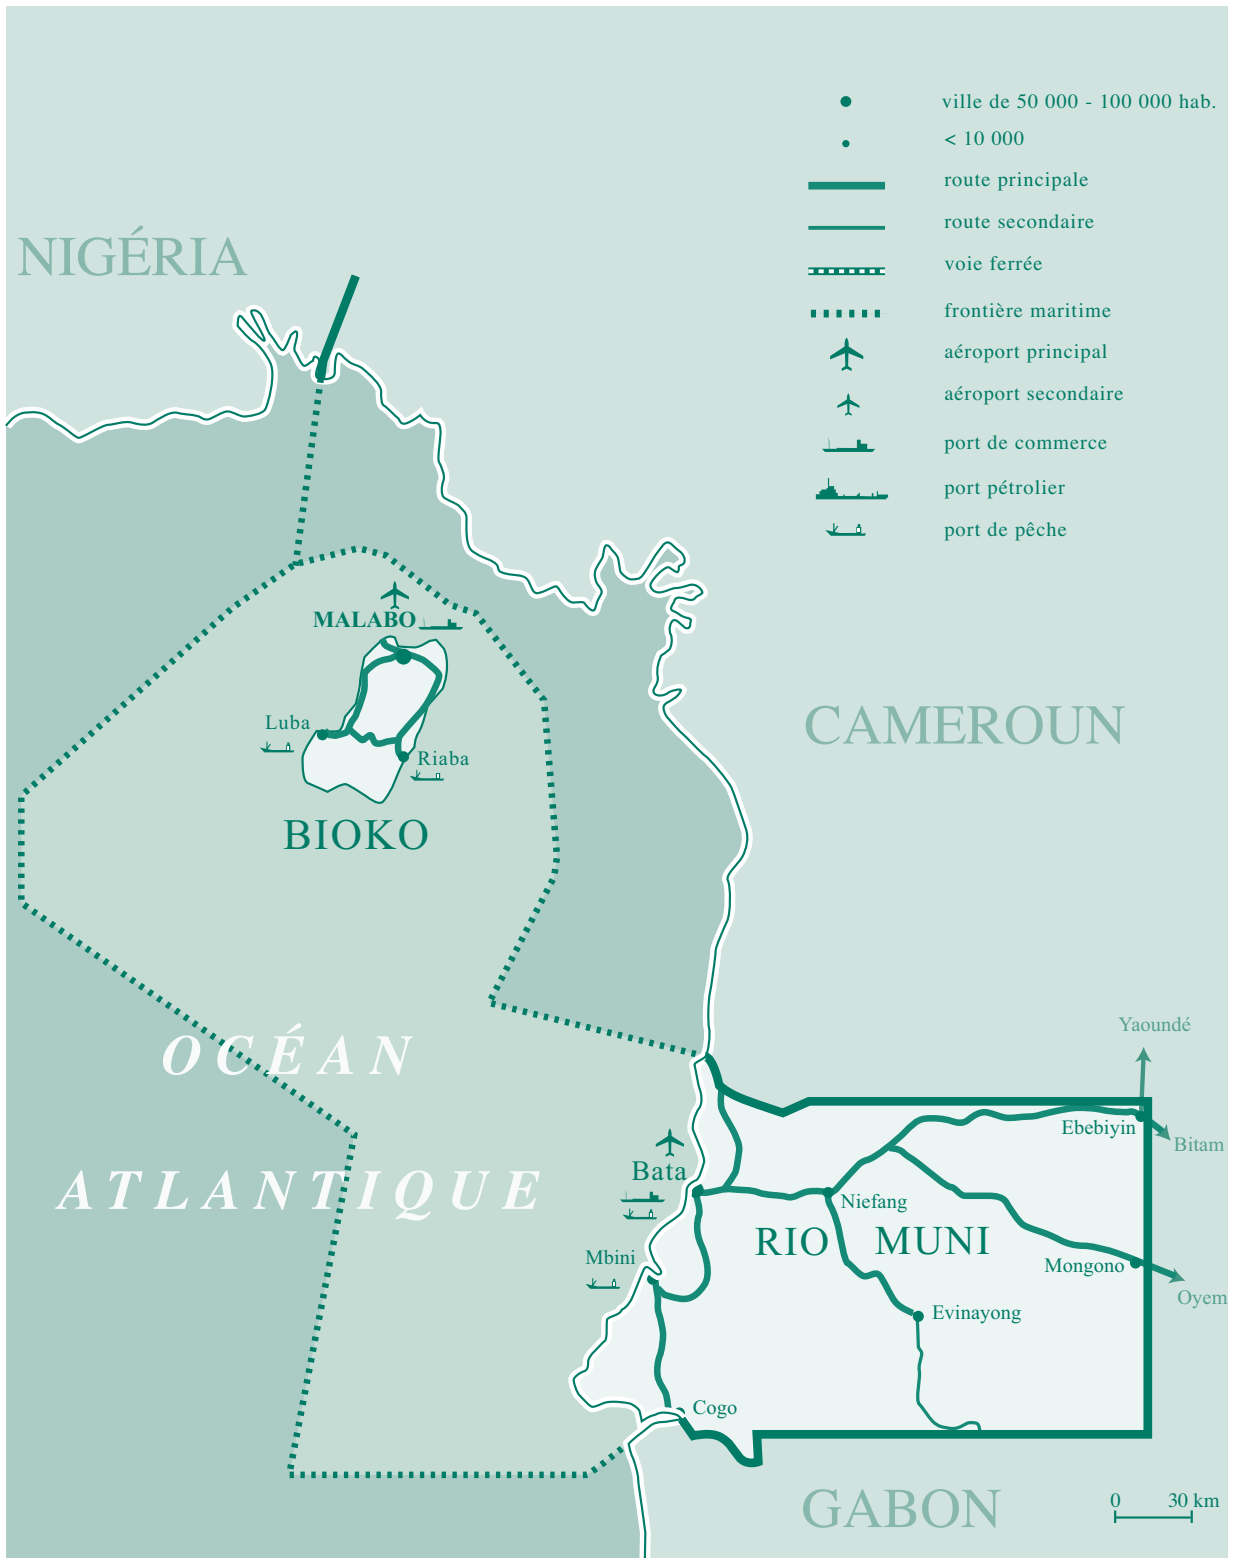 ville de 50 000 - 100 000 hab.
< 10 000
route principale
route secondaire
voie ferrée
frontière maritime
aéroport principal
aéroport secondaire
port de commerce
port pétrolier
port de pêche
NIGÉRIA
MALABO
CAMEROUN
Luba
Riaba
BIOKO
OCÉAN
ATLANTIQUE
Yaoundé
Ebebiyin
Bitam
Bata
Niefang
RIO MUNI
Mbini
Mongono
Oyem
Evinayong
Cogo
GABON
0 30 km